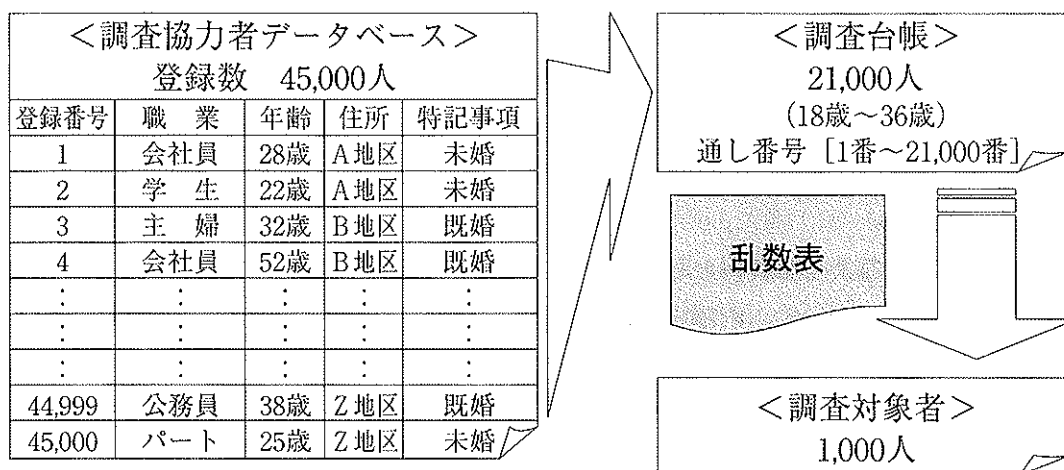 <調査協力者データベース>
登録数 45,000人
登録番号 職 業 年齢 住所 特記事項
1 会社員 28歳 A地区 未婚
2 学 生 22歳 A地区 未婚
3 主 婦 32歳 B地区 既婚
4 会社員 52歳 B地区 既婚
: : : : :
: : : : :
: : : : :
44,999 公務員 38歳 Z地区 既婚
45,000 パート 25歳 Z地区 未婚
<調査台帳>
21,000人
(18歳~36歳)
通し番号 [1番~21,000番]
乱数表
<調査対象者>
1,000人